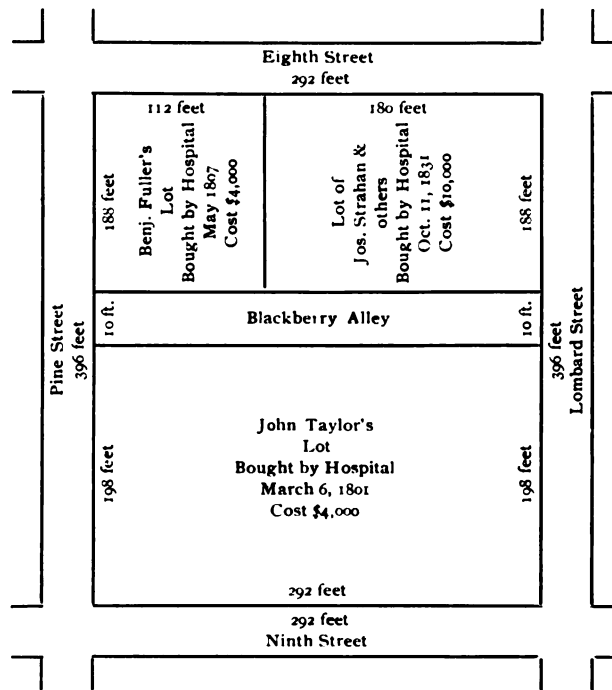 Eighth Street
292 feet
112 feet
180 feet
188 feet
Benj. Fuller's
Lot
Bought by Hospital
May 1807
Cost $4,000
Lot of
Jos. Strahan &
others
Bought by Hospital
Oct. 11, 1831
Cost $10,000
188 feet
10 ft.
Blackberry Alley
10 ft.
Pine Street
396 feet
396 feet
Lombard Street
198 feet
John Taylor's
Lot
Bought by Hospital
March 6, 1801
Cost $4,000
198 feet
292 feet
292 feet
Ninth Street